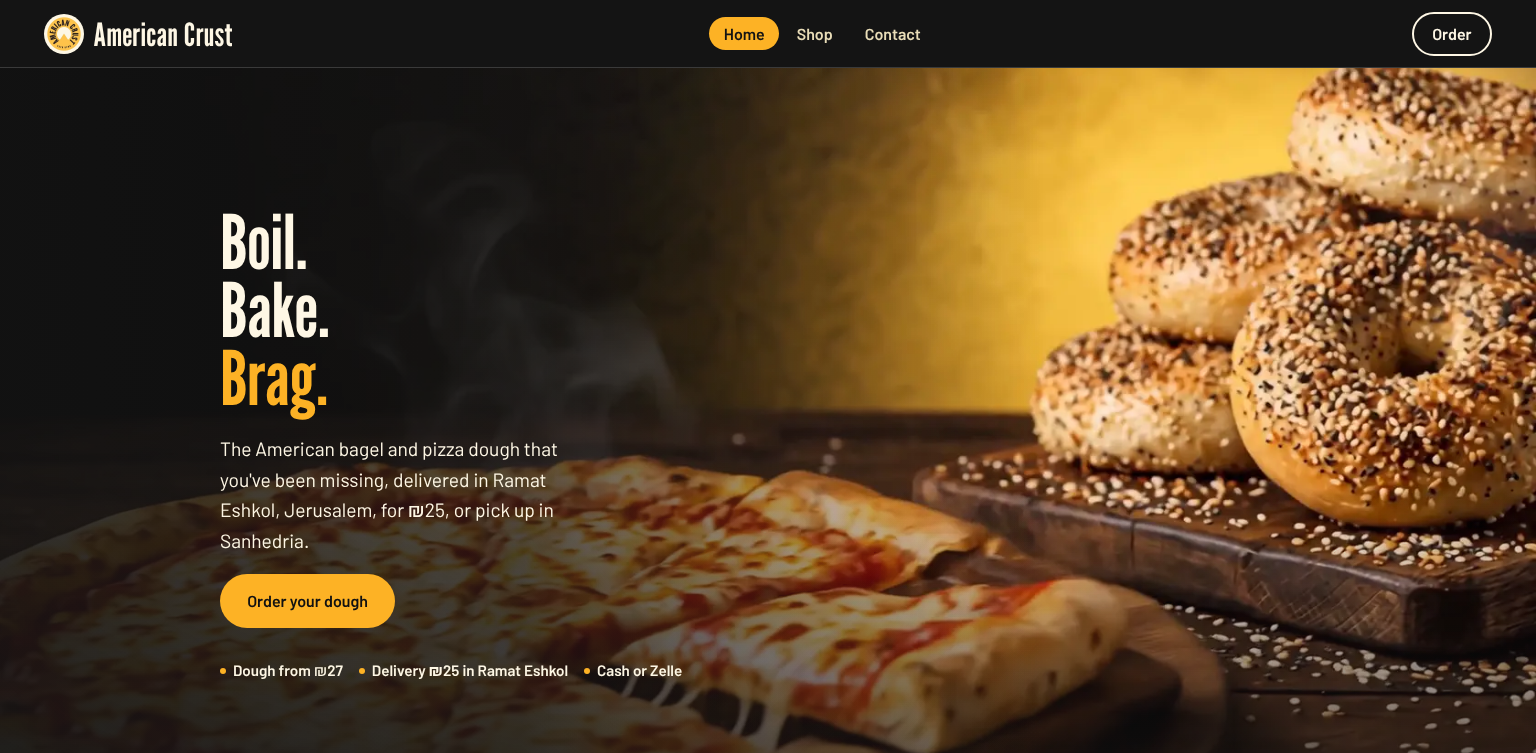 AMERICAN CRUST
American Crust
Home
Shop
Contact
Order
Boil.
Bake.
Brag.
The American bagel and pizza dough that
you've been missing, delivered in Ramat
Eshkol, Jerusalem, for ₪25, or pick up in
Sanhedria.
Order your dough
Dough from ₪27
Delivery ₪25 in Ramat Eshkol
Cash or Zelle